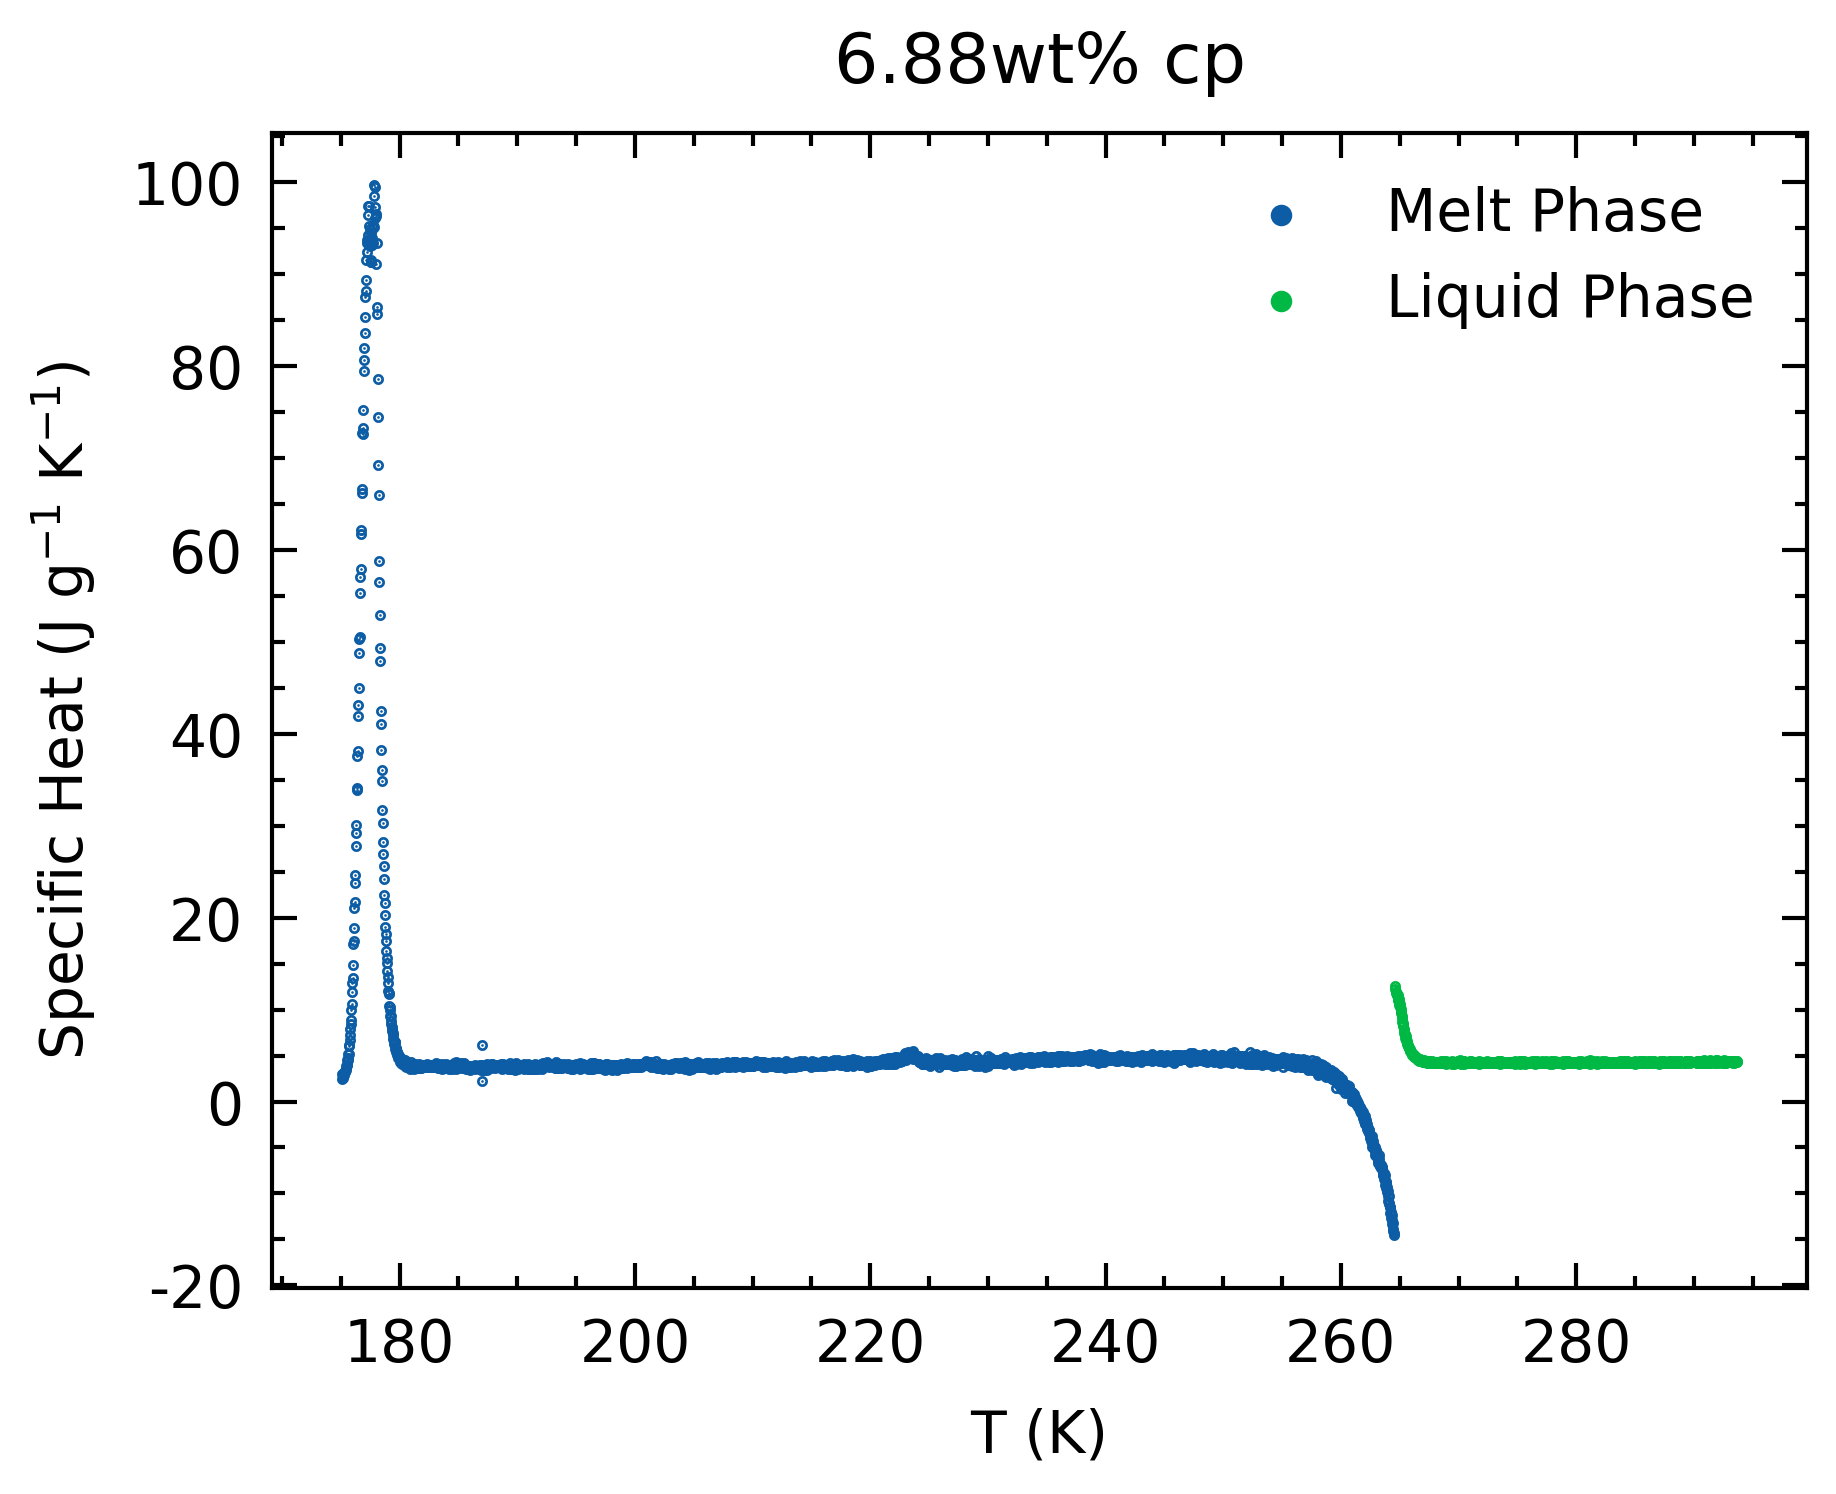 6.88wt% cp
Melt Phase
Liquid Phase
100
80
60
40
20
0
-20
Specific Heat (J g⁻¹ K⁻¹)
180 200 220 240 260 280
T (K)